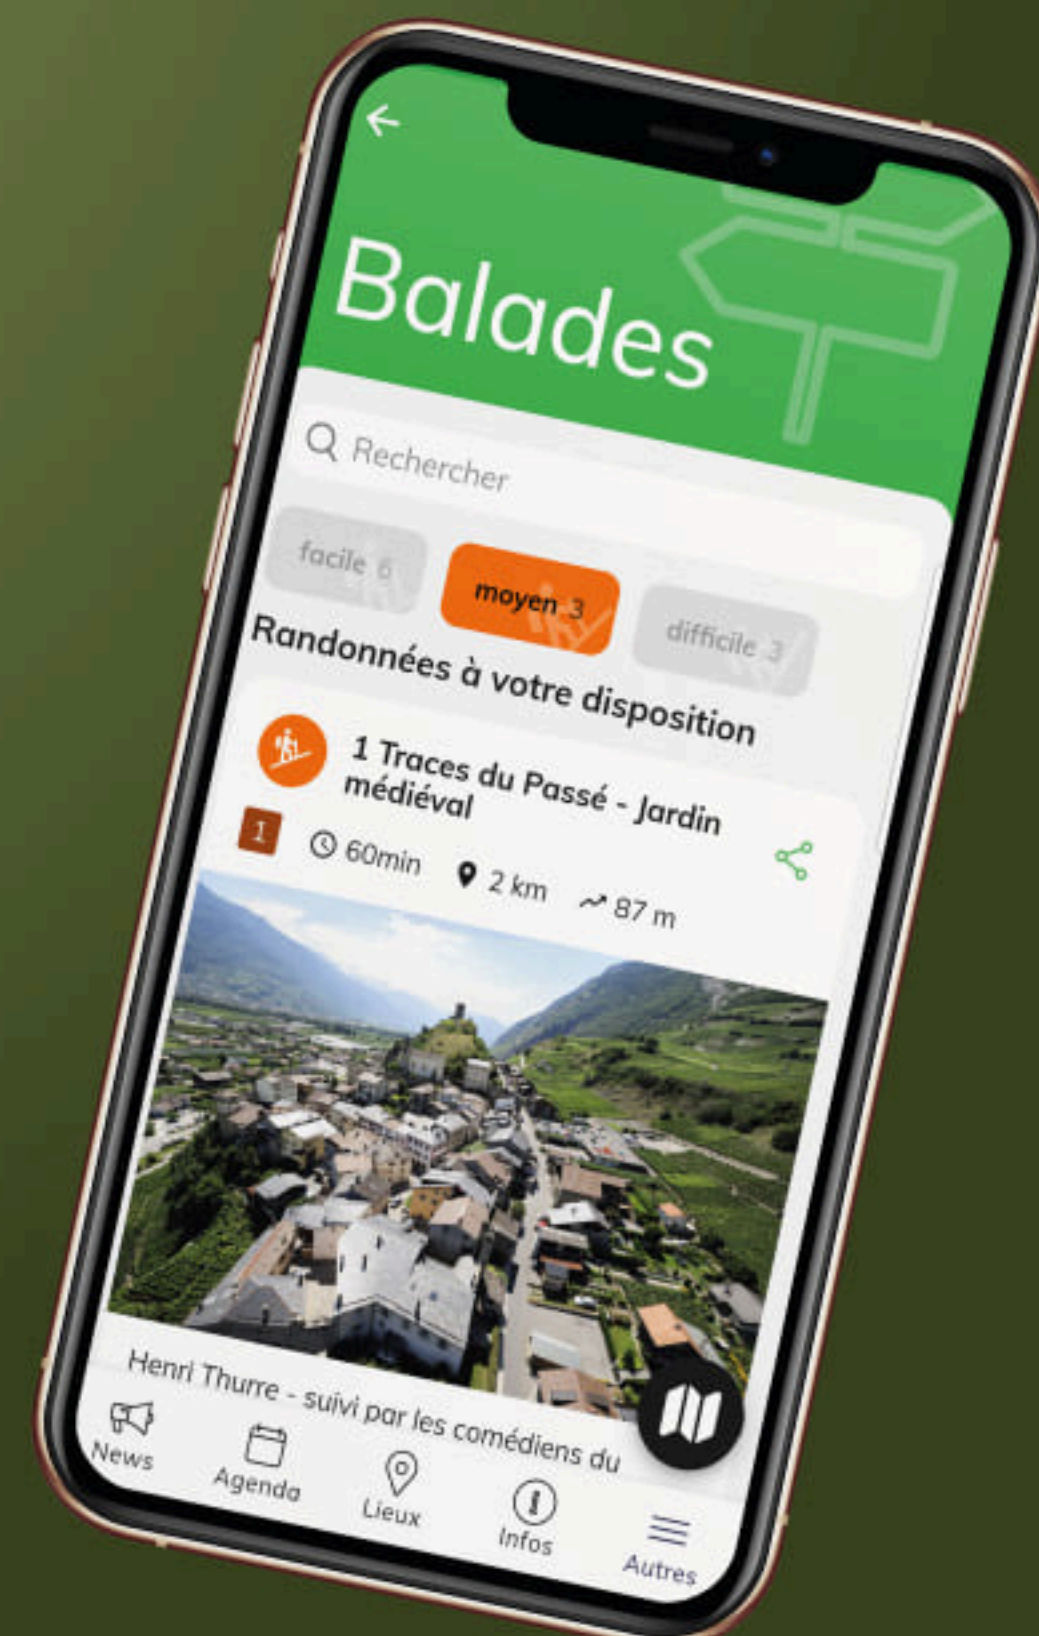 Balades
Rechercher
facile 6
moyen 3
difficile 3
Randonnées à votre disposition
1 Traces du Passé - Jardin
médiéval
1
60min
2 km
87 m
Henri Thurre - suivi par les comédiens du
News
Agenda
Lieux
Infos
Autres